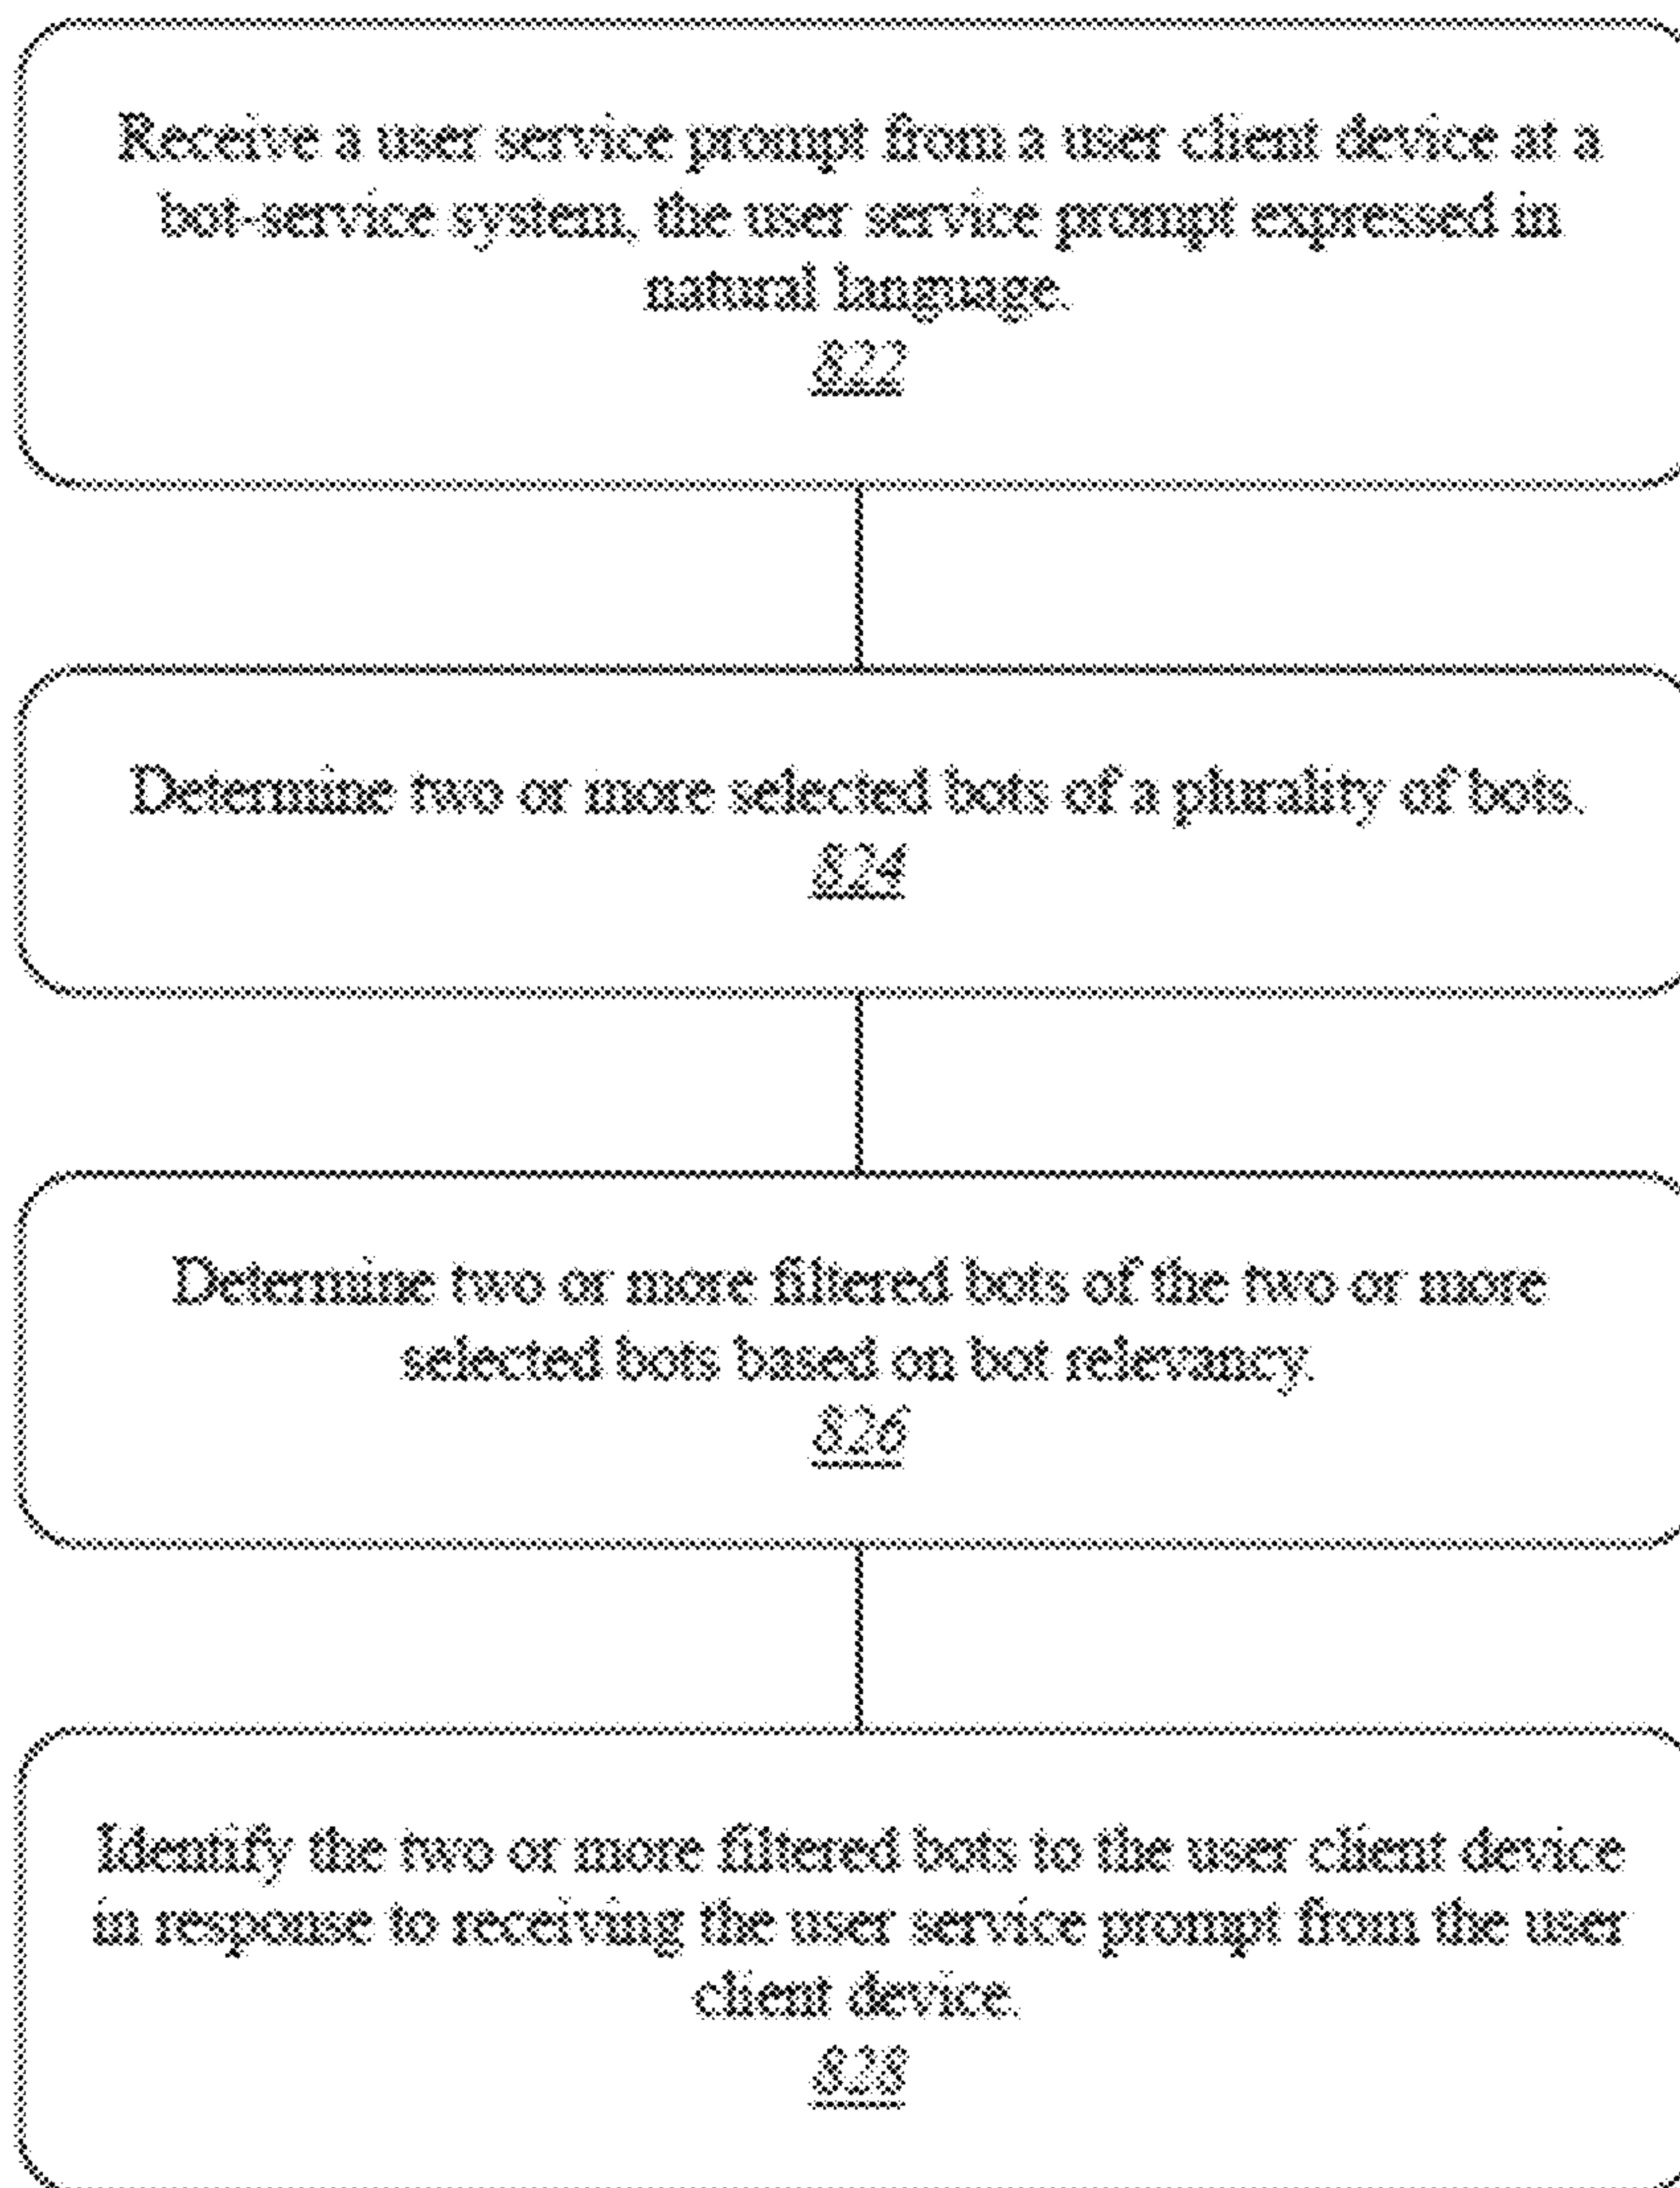 Receive a user service prompt from a user client device at a
bot-service system, the user service prompt expressed in
natural language.
822
Determine two or more selected bots of a plurality of bots.
824
Determine two or more filtered bots of the two or more
selected bots based on bot relevancy.
826
Identify the two or more filtered bots to the user client device
in response to receiving the user service prompt from the user
client device.
828